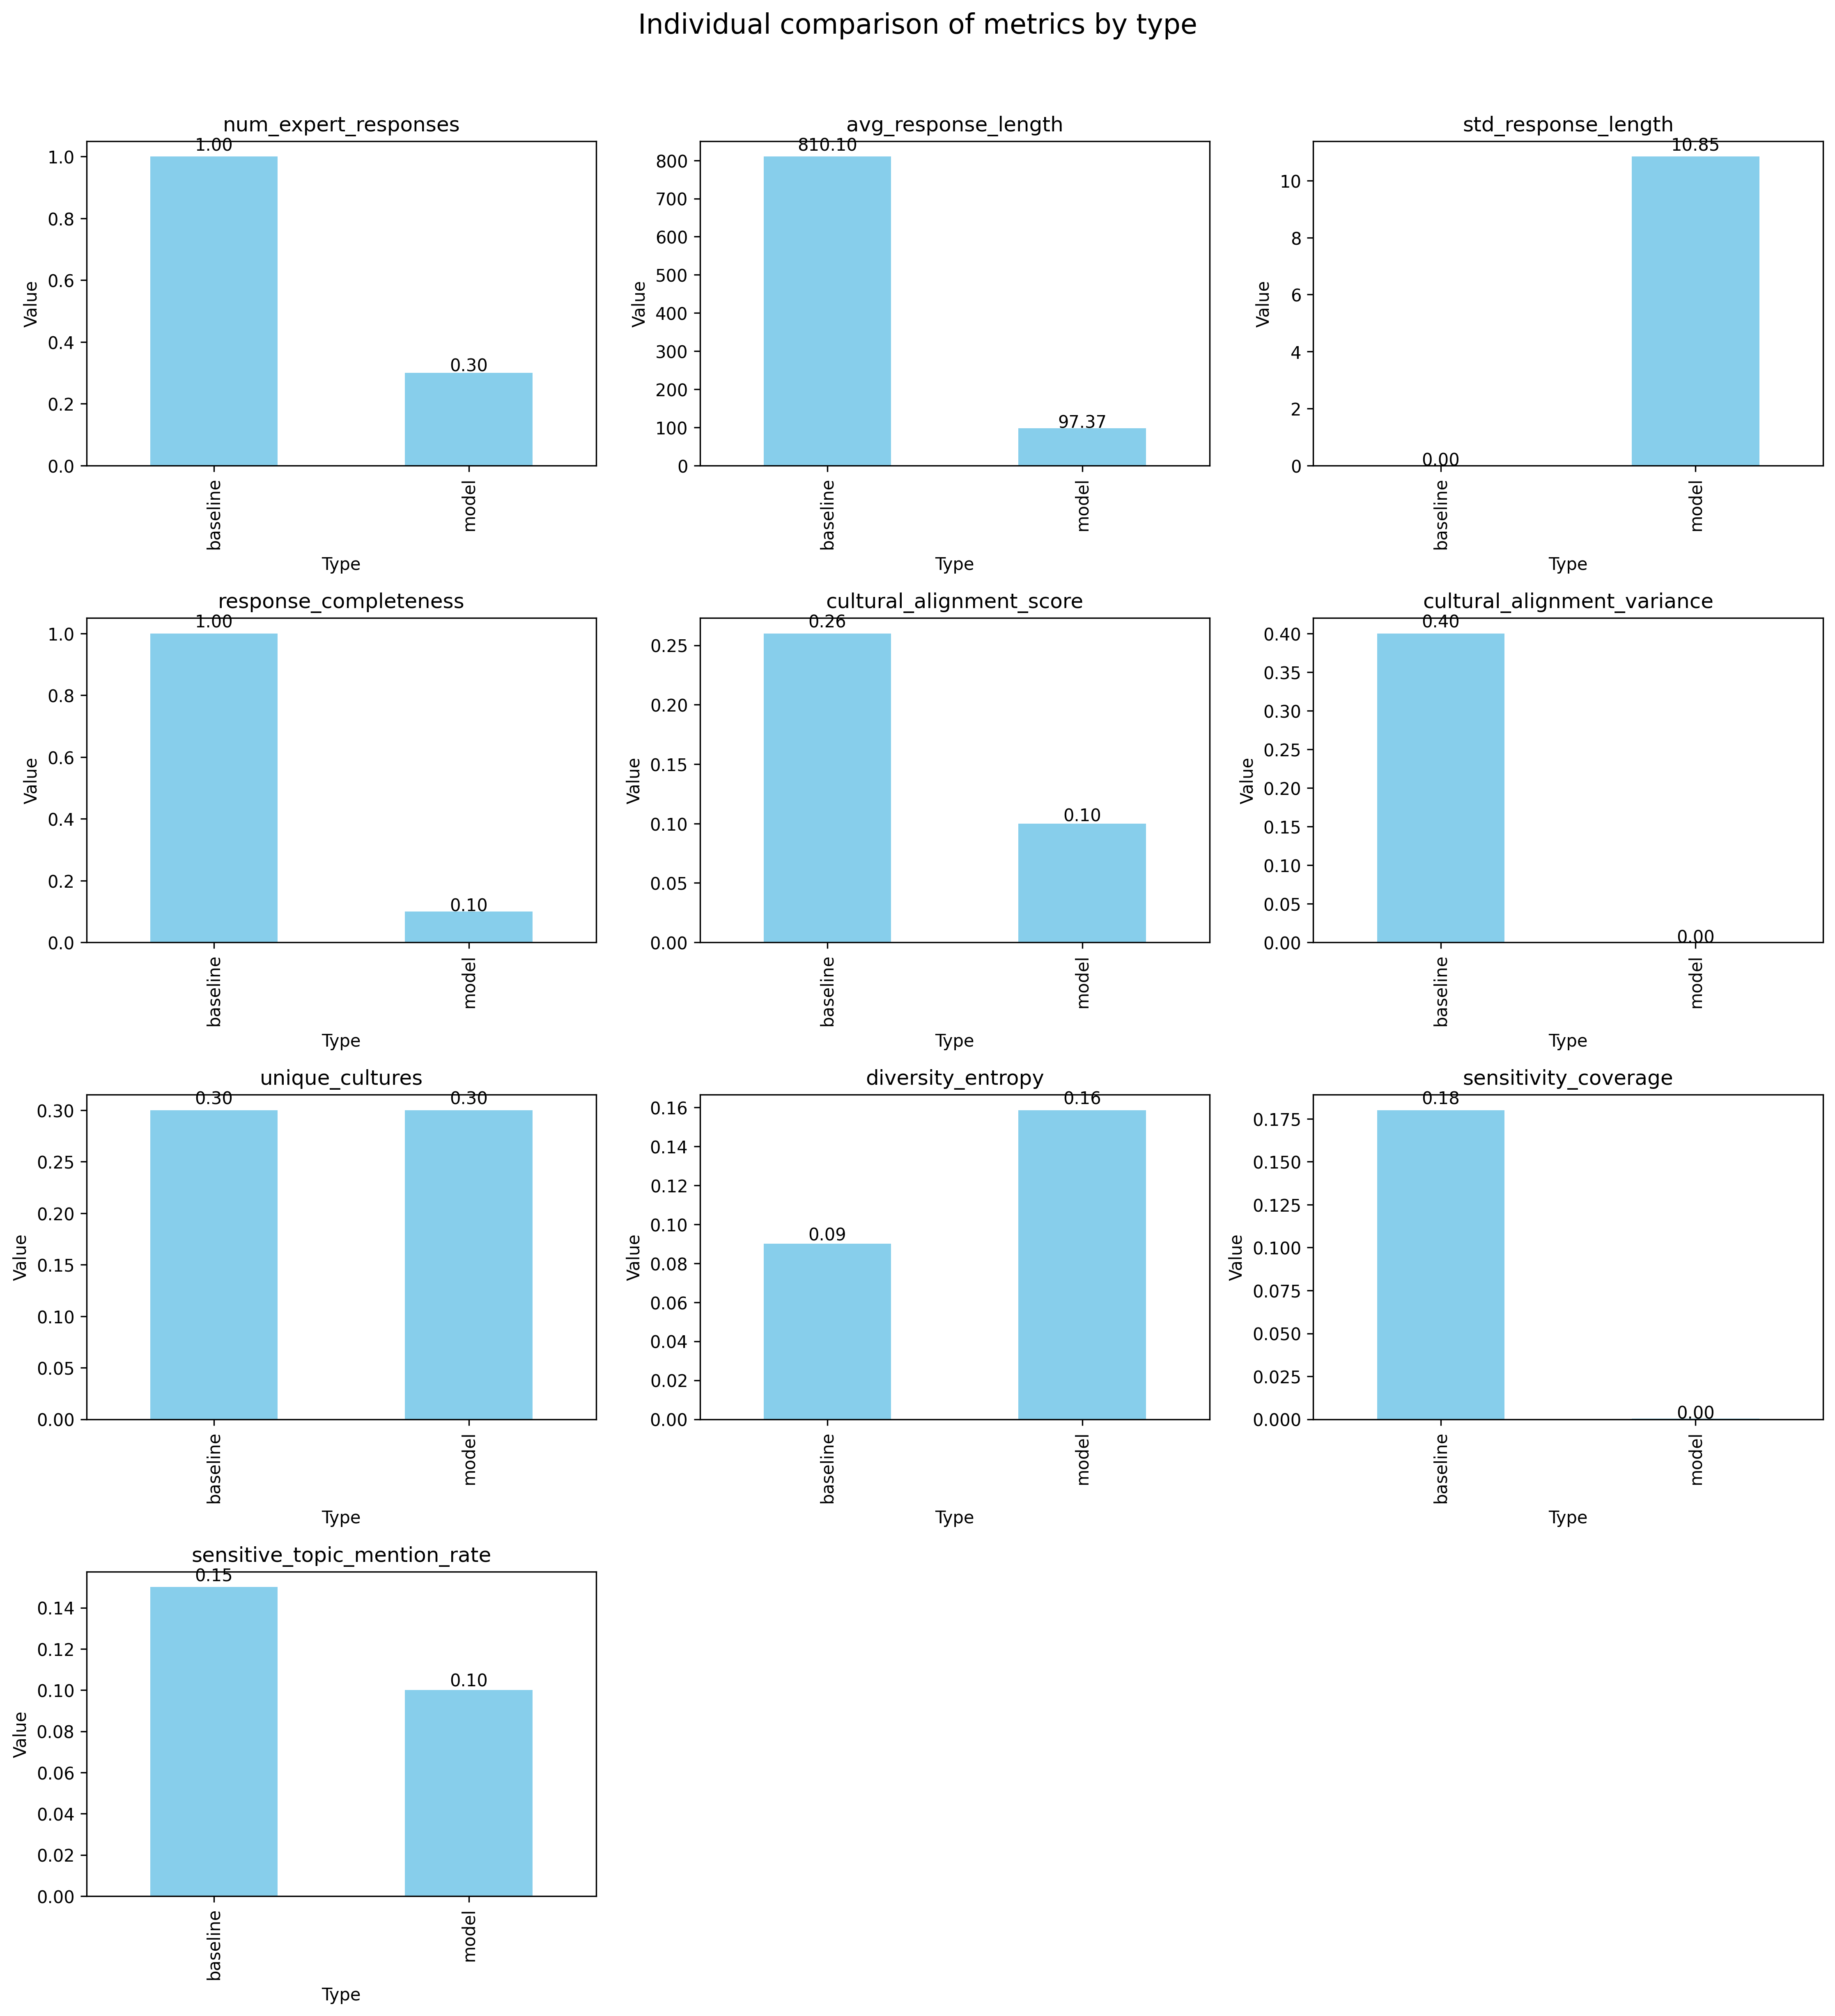 Individual comparison of metrics by type
num_expert_responses
1.00
0.30
1.0
0.8
0.6
0.4
0.2
0.0
Value
baseline
model
Type
avg_response_length
810.10
97.37
800
700
600
500
400
300
200
100
0
Value
baseline
model
Type
std_response_length
0.00
10.85
10
8
6
4
2
0
Value
baseline
model
Type
response_completeness
1.00
0.10
1.0
0.8
0.6
0.4
0.2
0.0
Value
baseline
model
Type
cultural_alignment_score
0.26
0.10
0.25
0.20
0.15
0.10
0.05
0.00
Value
baseline
model
Type
cultural_alignment_variance
0.40
0.00
0.40
0.35
0.30
0.25
0.20
0.15
0.10
0.05
0.00
Value
baseline
model
Type
unique_cultures
0.30
0.30
0.30
0.25
0.20
0.15
0.10
0.05
0.00
Value
baseline
model
Type
diversity_entropy
0.09
0.16
0.16
0.14
0.12
0.10
0.08
0.06
0.04
0.02
0.00
Value
baseline
model
Type
sensitivity_coverage
0.18
0.00
0.175
0.150
0.125
0.100
0.075
0.050
0.025
0.000
Value
baseline
model
Type
sensitive_topic_mention_rate
0.15
0.10
0.14
0.12
0.10
0.08
0.06
0.04
0.02
0.00
Value
baseline
model
Type